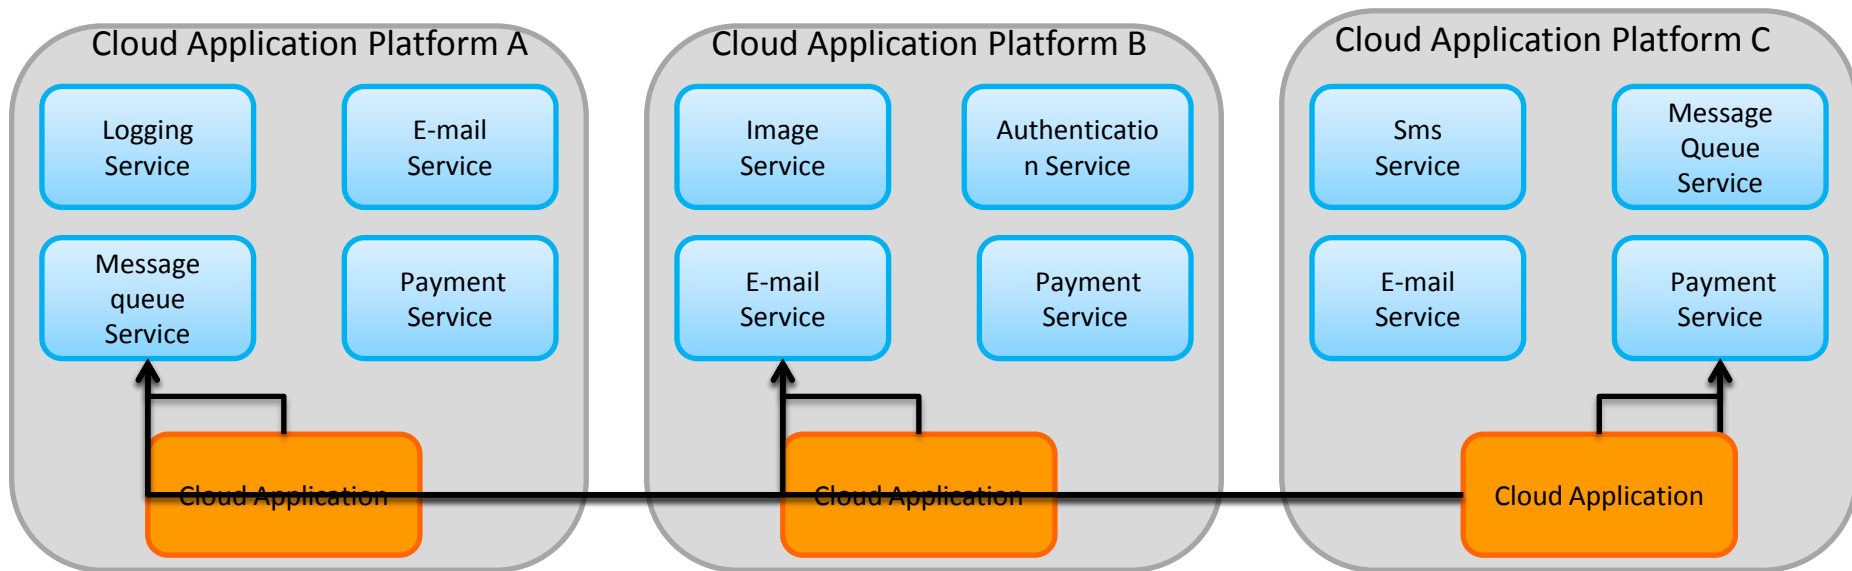 Cloud Application Platform A
Logging
Service
E-mail
Service
Message
queue
Service
Payment
Service
Cloud Application
Cloud Application Platform B
Image
Service
Authenticatio
n Service
E-mail
Service
Payment
Service
Cloud Application
Cloud Application Platform C
Sms
Service
Message
Queue
Service
E-mail
Service
Payment
Service
Cloud Application